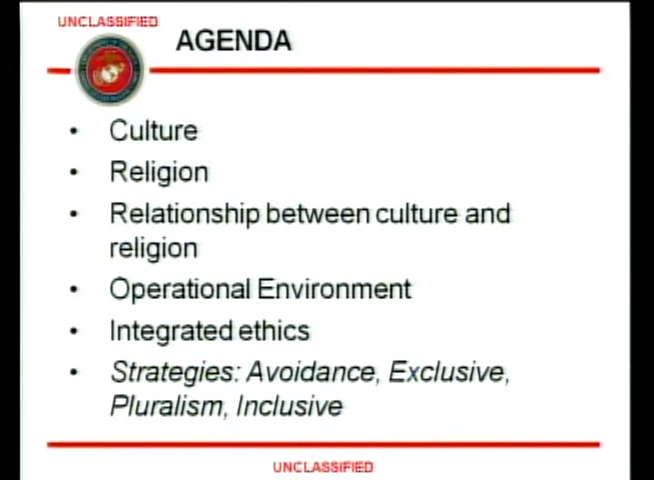 UNCLASSIFIED
AGENDA
• Culture
• Religion
• Relationship between culture and
religion
• Operational Environment
• Integrated ethics
• Strategies: Avoidance, Exclusive,
Pluralism, Inclusive
UNCLASSIFIED